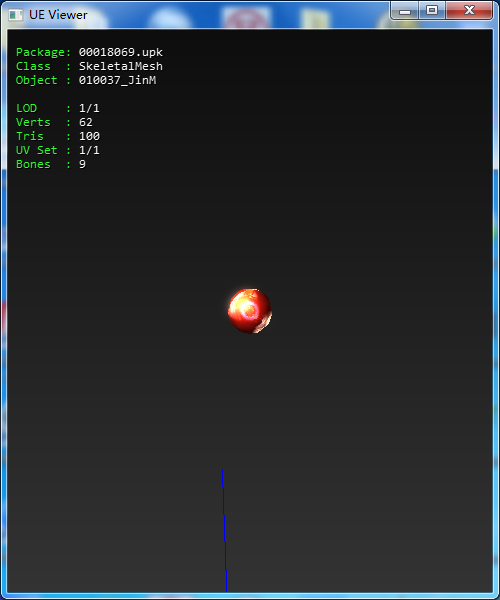 UE Viewer
Package: 00018069.upk
Class : SkeletalMesh
Object : 010037_JinM
LOD : 1/1
Verts : 62
Tris : 100
UV Set : 1/1
Bones : 9